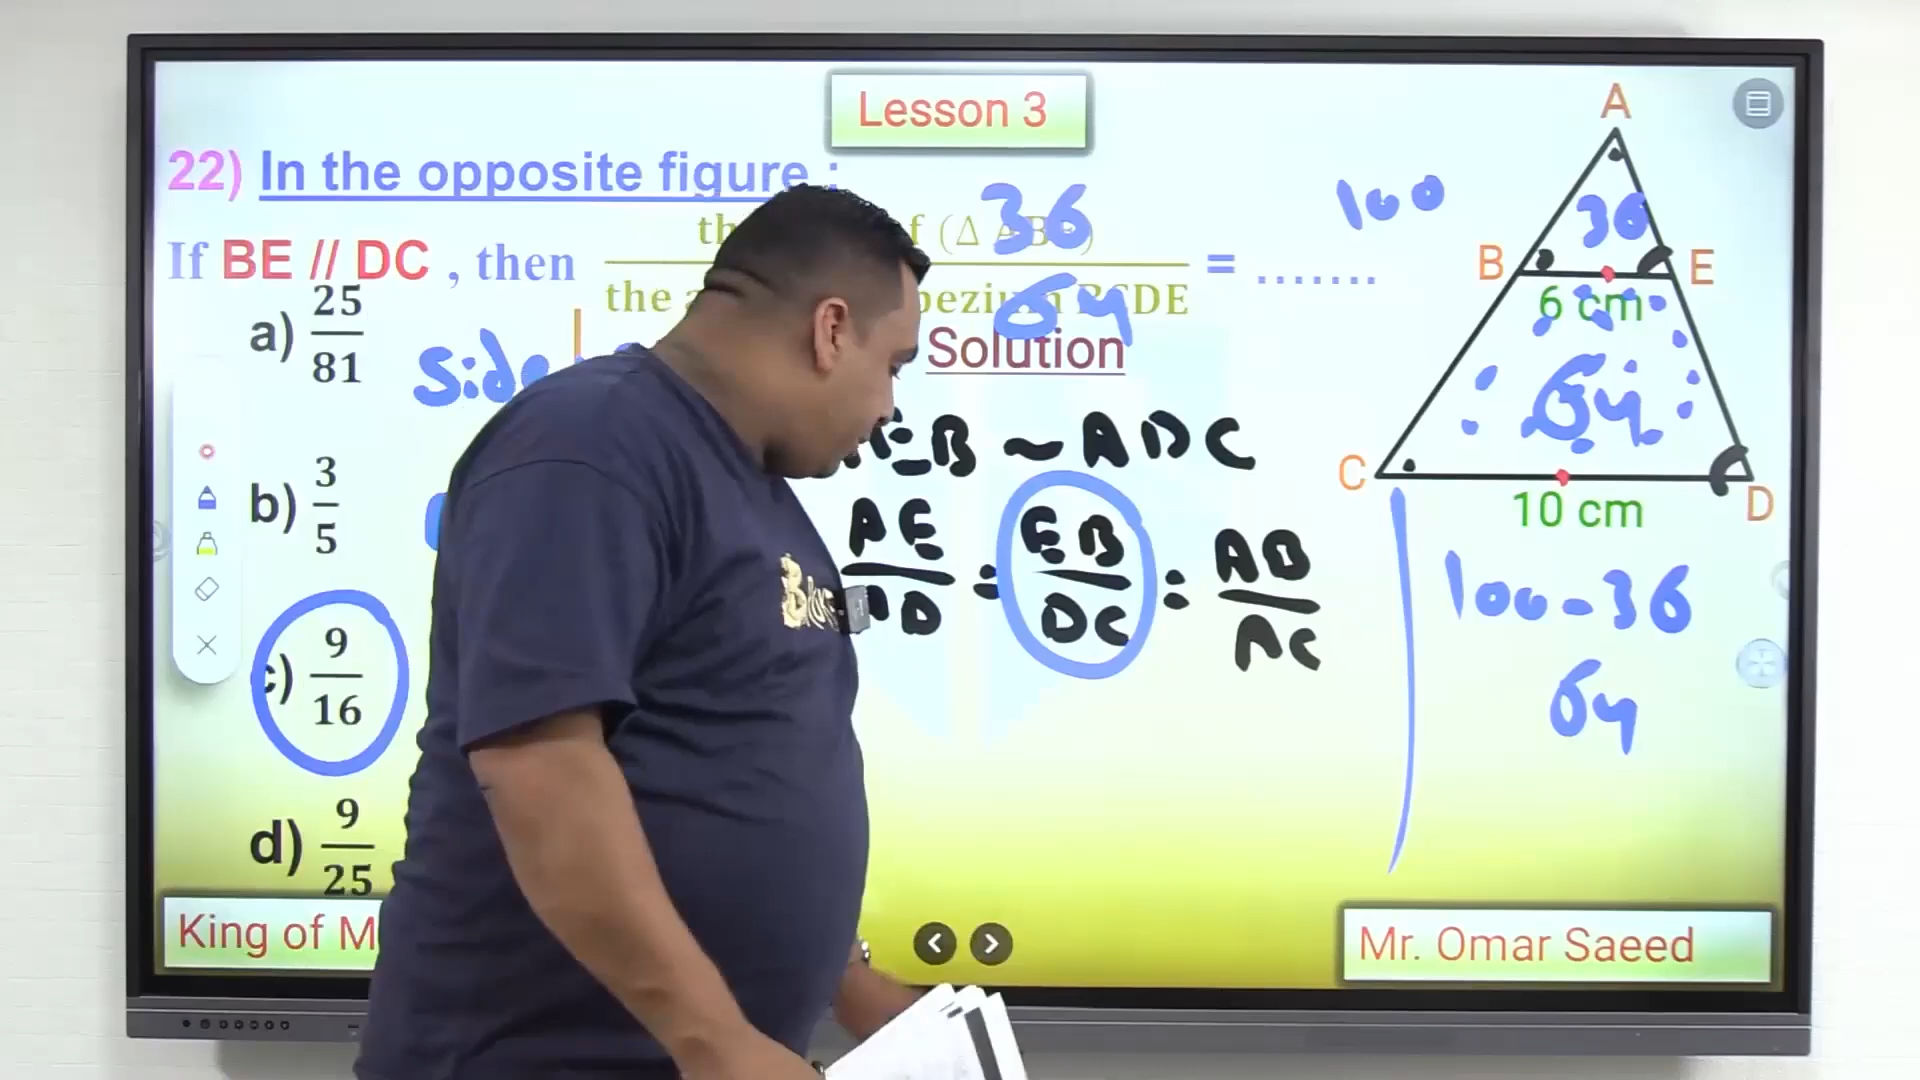 Lesson 3
22) In the opposite figure :
If BE // DC , then
36
64
the
= .......
100
Solution
a) 25/81
b) 3/5
c) 9/16
d) 9/25
side
EB ~ ADC
AE/AD = EB/DC = AB/AC
A
36
B
E
6 cm
64
C
D
10 cm
100-36
64
King of M
Mr. Omar Saeed